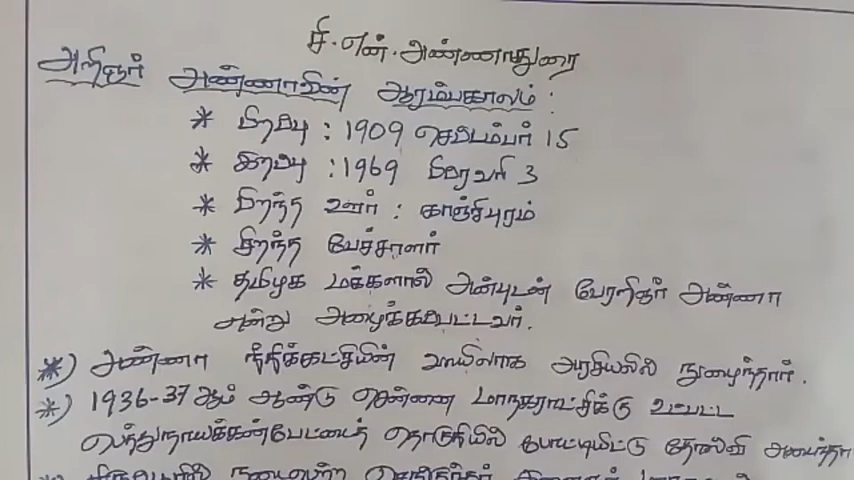 சி.என்.அண்ணாதுரை
அறிஞர் அண்ணாவின் ஆரம்பகாலம் :
* பிறப்பு : 1909 செப்டம்பர் 15
* இறப்பு : 1969 பிப்ரவரி 3
* பிறந்த ஊர் : காஞ்சிபுரம்
* சிறந்த பேச்சாளர்
* தமிழக மக்களால் அன்புடன் பேரறிஞர் அண்ணா
என்று அழைக்கப்பட்டவர்.
*) அண்ணா நீதிக்கட்சியின் வாயிலாக அரசியலில் நுழைந்தார்.
*) 1936-37 ஆம் ஆண்டு சென்னை மாநகராட்சிக்கு உட்பட்ட
பெத்துநாயக்கன்பேட்டைத் தொகுதியில் போட்டியிட்டு தோல்வி அடைந்தா
நடைபெற்ற